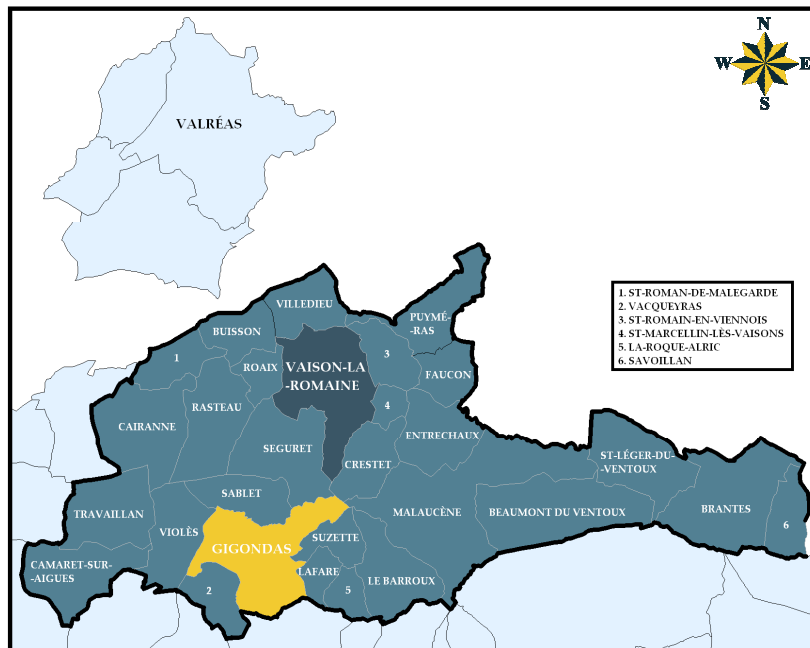 N
W E
S
VALRÉAS
VILLEDIEU
PUYMÉ-
-RAS
BUISSON
1
3
ROAIX
VAISON-LA
-ROMAINE
FAUCON
RASTEAU
4
CAIRANNE
ENTRECHAUX
SEGURET
CRESTET
ST-LÉGER-DU-
-VENTOUX
SABLET
TRAVAILLAN
MALAUCÈNE
BEAUMONT DU VENTOUX
BRANTES
6
VIOLÈS
SUZETTE
GIGONDAS
CAMARET-SUR-
-AIGUES
LAFARE
LE BARROUX
2
5
1. ST-ROMAN-DE-MALEGARDE
2. VACQUEYRAS
3. ST-ROMAIN-EN-VIENNOIS
4. ST-MARCELLIN-LÈS-VAISONS
5. LA-ROQUE-ALRIC
6. SAVOILLAN